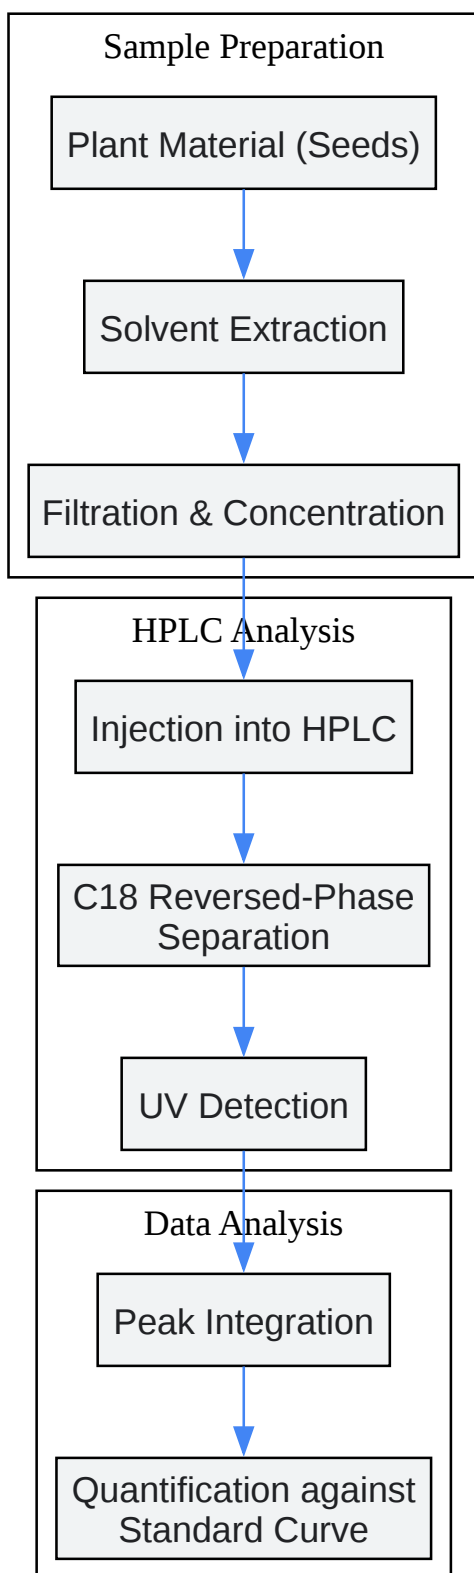 Sample Preparation
Plant Material (Seeds)
Solvent Extraction
Filtration & Concentration
HPLC Analysis
Injection into HPLC
C18 Reversed-Phase
Separation
UV Detection
Data Analysis
Peak Integration
Quantification against
Standard Curve